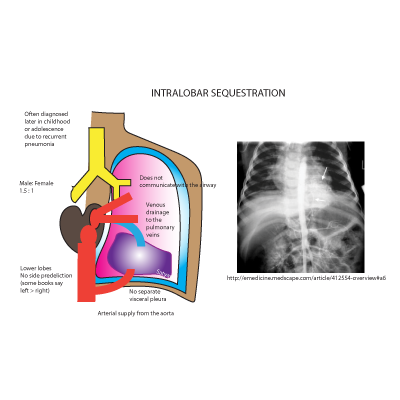 INTRALOBAR SEQUESTRATION
Often diagnosed
later in childhood
or adolescence
due to recurrent
pneumonia
Does not
communicate with the airway
Male: Female
1.5 : 1
Venous
drainage
to the
pulmonary
veins
Lower lobes
No side predeliction
(some books say
left > right)
No separate
visceral pleura
Arterial supply from the aorta
http://emedicine.medscape.com/article/412554-overview#a6